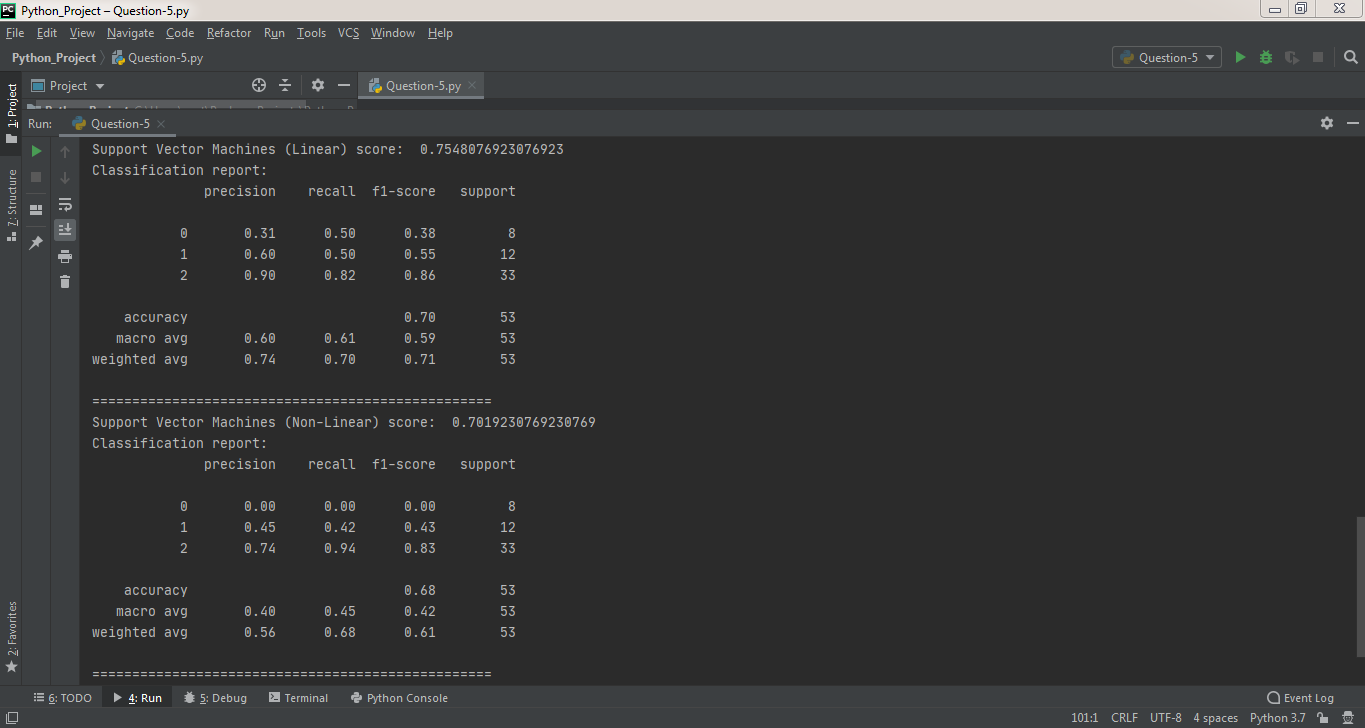 PC Python_Project – Question-5.py
File Edit View Navigate Code Refactor Run Tools VCS Window Help
Python_Project Question-5.py Question-5
1: Project Project Question-5.py
Run: Question-5
Support Vector Machines (Linear) score:  0.7548076923076923
Classification report:
precision recall f1-score support
0 0.31 0.50 0.38 8
1 0.60 0.50 0.55 12
2 0.90 0.82 0.86 33
accuracy 0.70 53
macro avg 0.60 0.61 0.59 53
weighted avg 0.74 0.70 0.71 53
==================================================
Support Vector Machines (Non-Linear) score:  0.7019230769230769
Classification report:
precision recall f1-score support
0 0.00 0.00 0.00 8
1 0.45 0.42 0.43 12
2 0.74 0.94 0.83 33
accuracy 0.68 53
macro avg 0.40 0.45 0.42 53
weighted avg 0.56 0.68 0.61 53
==================================================
7: Structure
2: Favorites
6: TODO 4: Run 5: Debug Terminal Python Console Event Log
101:1 CRLF UTF-8 4 spaces Python 3.7